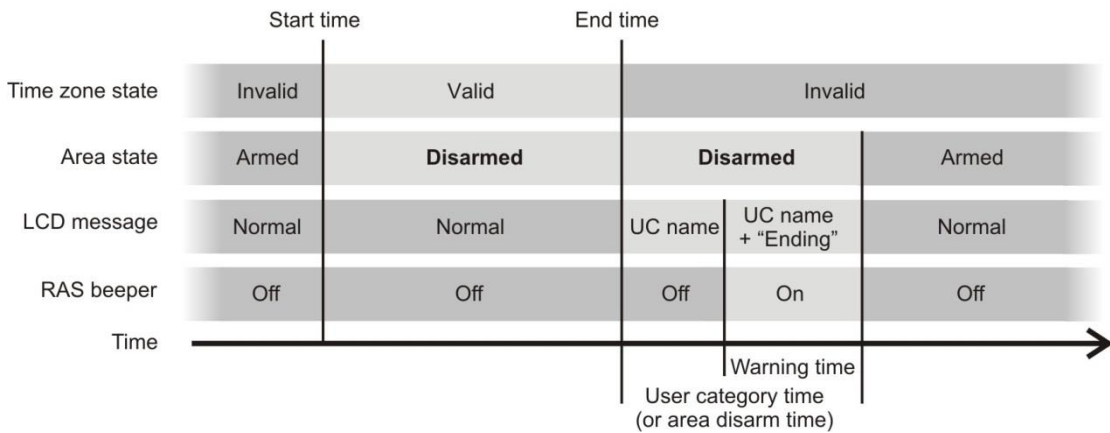 Start time End time
Time zone state Invalid Valid Invalid
Area state Armed Disarmed Disarmed Armed
LCD message Normal Normal UC name UC name + “Ending” Normal
RAS beeper Off Off Off On Off
Time
Warning time
User category time
(or area disarm time)